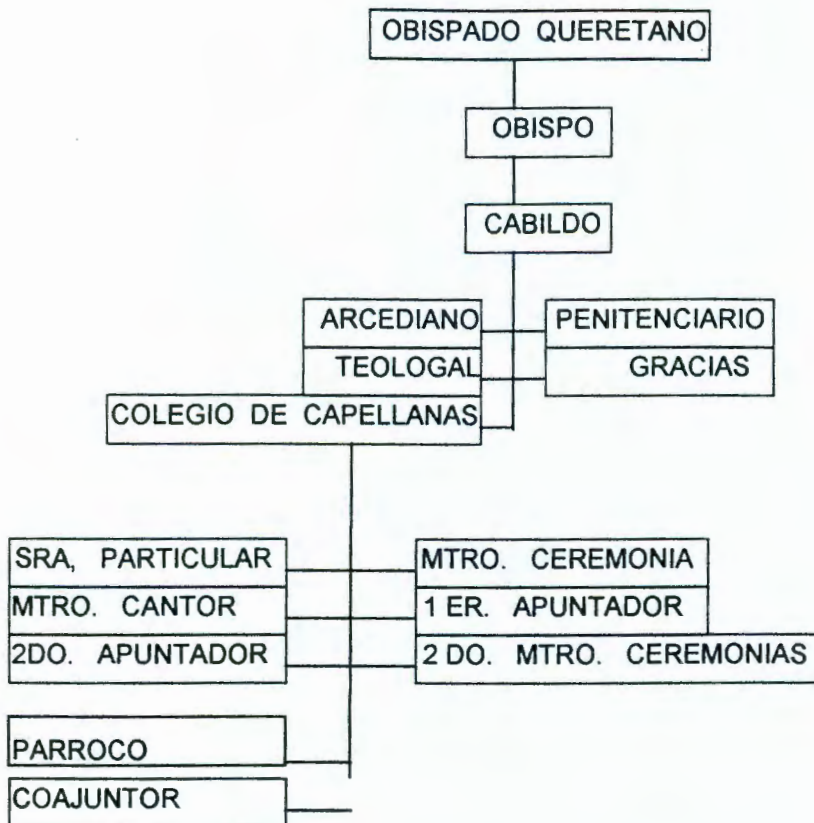 OBISPADO QUERETANO
OBISPO
CABILDO
ARCEDIANO
PENITENCIARIO
TEOLOGAL
GRACIAS
COLEGIO DE CAPELLANAS
SRA, PARTICULAR
MTRO. CEREMONIA
MTRO. CANTOR
1 ER. APUNTADOR
2DO. APUNTADOR
2 DO. MTRO. CEREMONIAS
PARROCO
COAJUNTOR